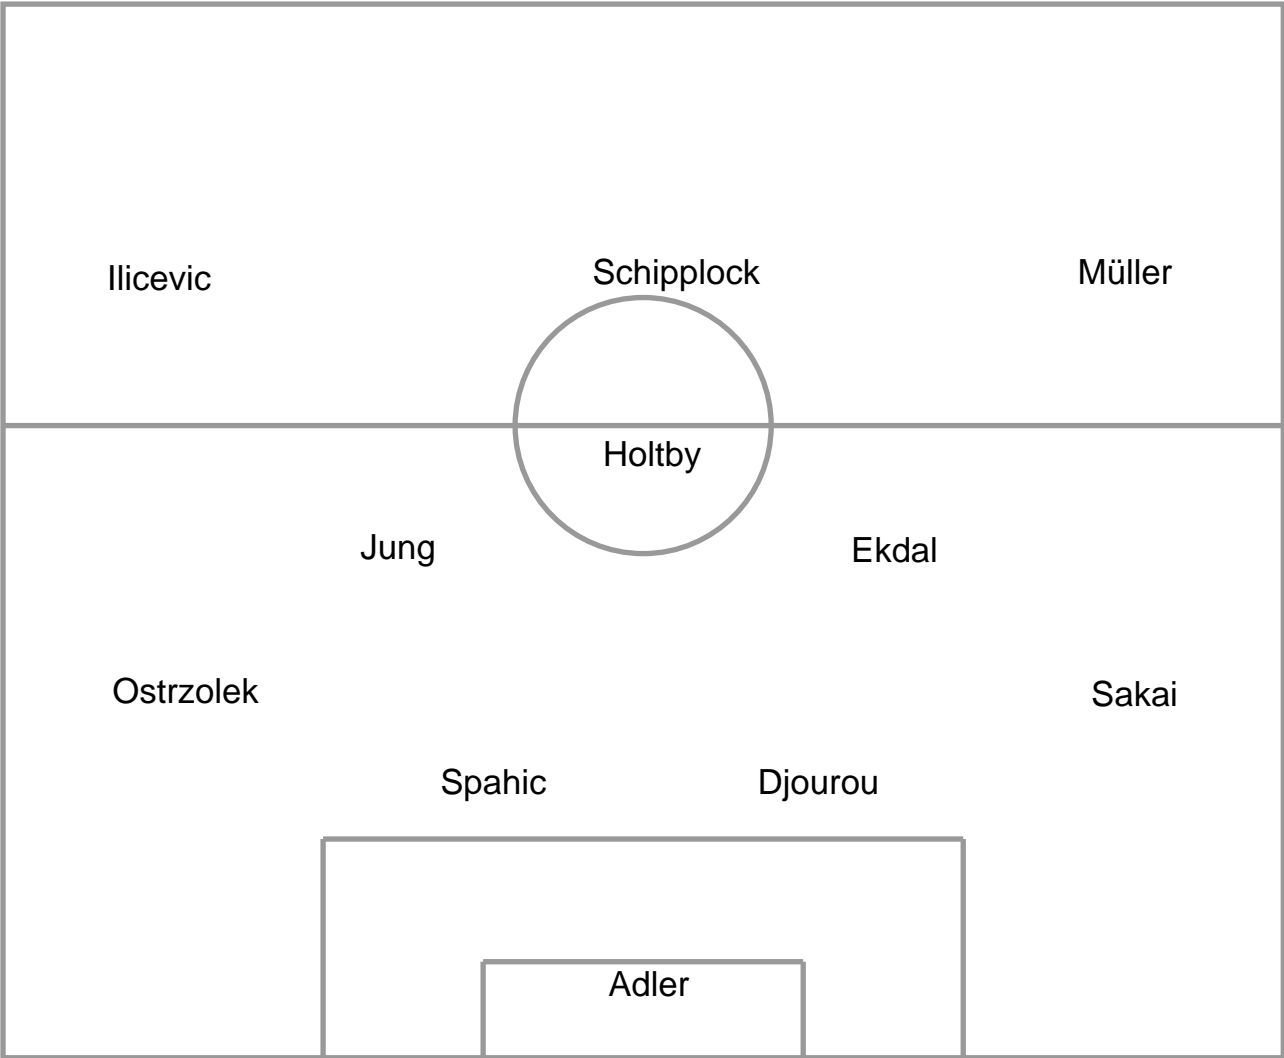 Ilicevic
Schipplock
Müller
Holtby
Jung
Ekdal
Ostrzolek
Sakai
Spahic
Djourou
Adler